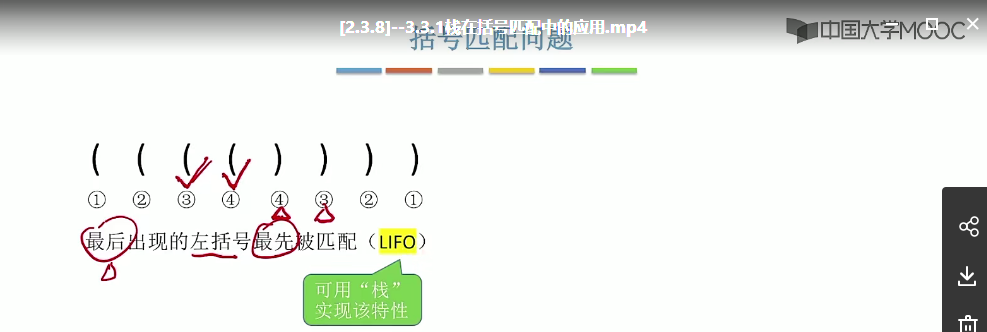 [2.3.8]--3.3.1栈在括号匹配中的应用.mp4
中国大学MOOC
括号匹配问题
( ( ( ( ) ) ) )
① ② ③ ④ ④ ③ ② ①
最后出现的左括号最先被匹配（LIFO）
可用“栈”
实现该特性